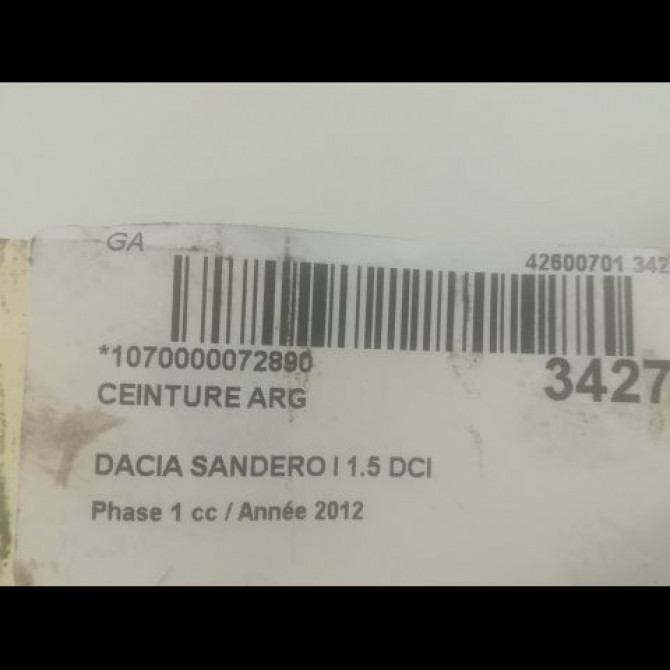 GA
42600701 342
*1070000072890
3427
CEINTURE ARG
DACIA SANDERO I 1.5 DCI
Phase 1 cc / Année 2012